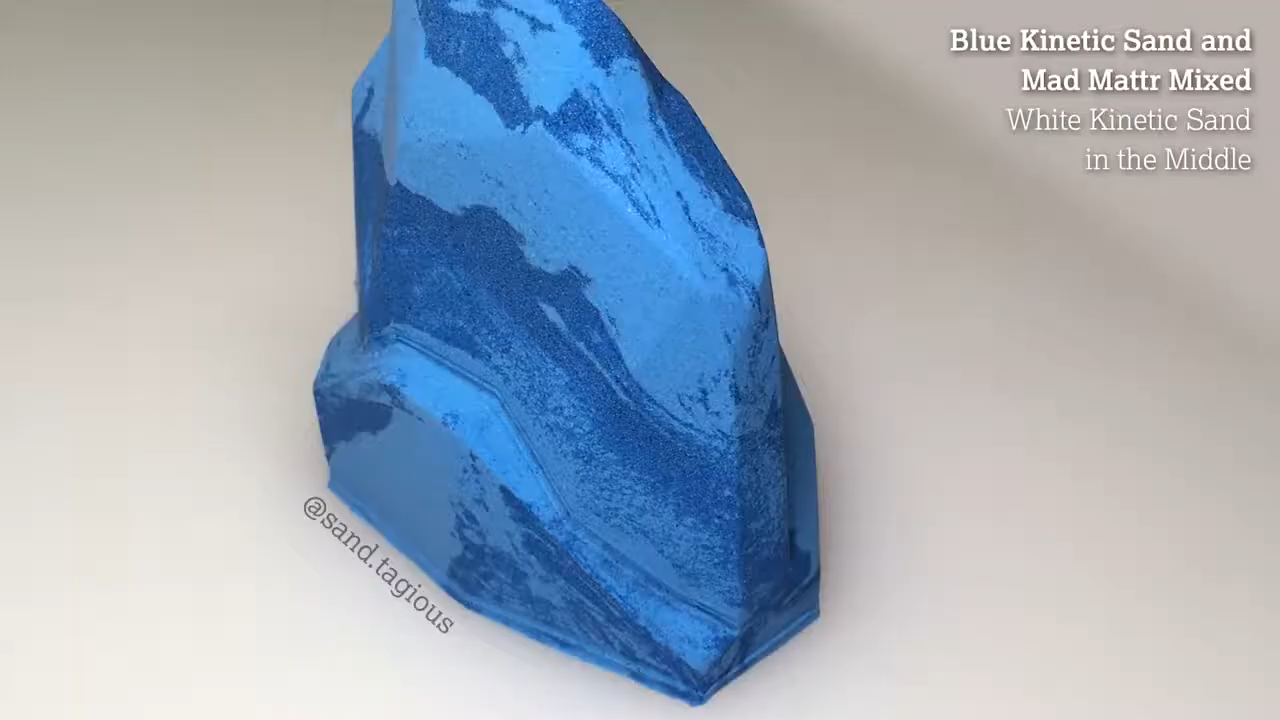 Blue Kinetic Sand and
Mad Mattr Mixed
White Kinetic Sand
in the Middle
@sand.tagious